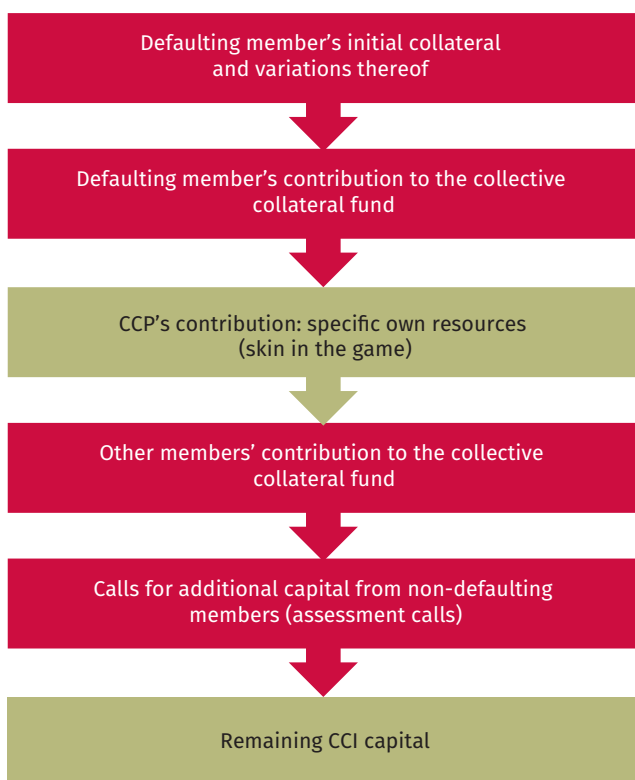 Defaulting member’s initial collateral
and variations thereof
Defaulting member’s contribution to the collective
collateral fund
CCP’s contribution: specific own resources
(skin in the game)
Other members’ contribution to the collective
collateral fund
Calls for additional capital from non-defaulting
members (assessment calls)
Remaining CCI capital